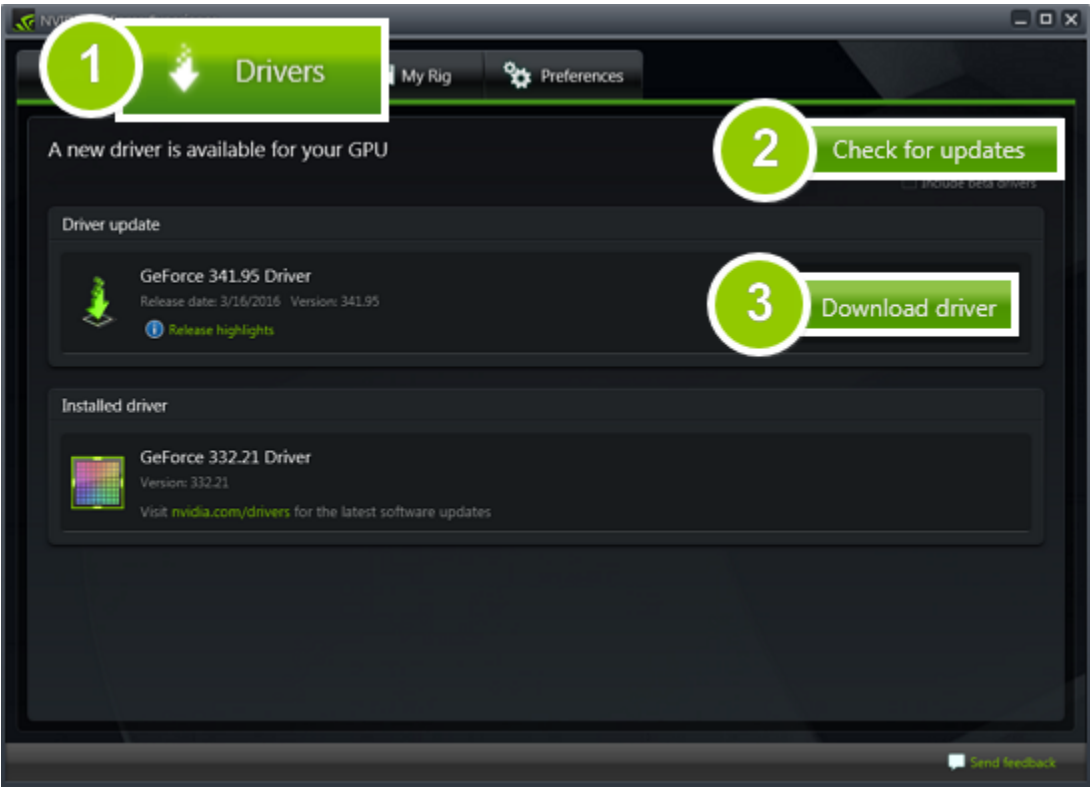 1
Drivers
My Rig
Preferences
A new driver is available for your GPU
2
Check for updates
Include beta drivers
Driver update
GeForce 341.95 Driver
Release date: 3/16/2016 Version: 341.95
Release highlights
3
Download driver
Installed driver
GeForce 332.21 Driver
Version: 332.21
Visit nvidia.com/drivers for the latest software updates
Send feedback